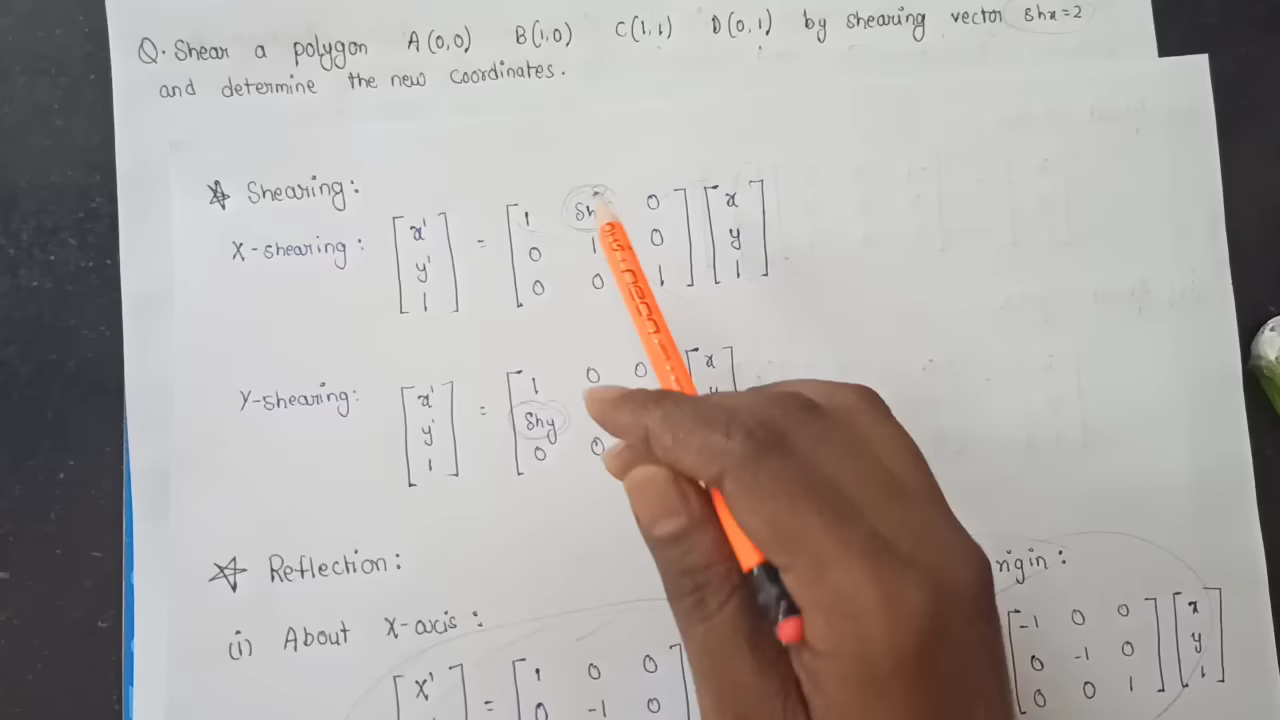 Q. Shear a polygon A(0,0) B(1,0) C(1,1) D(0,1) by shearing vector Shx=2
and determine the new coordinates.
☆ Shearing:
X-shearing: [x' y' 1] = [1 Sh 0 0 1 0 0 0 1] [x y 1]
Y-shearing: [x' y' 1] = [1 0 0 Shy 0 0 [x
☆ Reflection:
rigin:
(i) About X-axis:
[X' = [1 0 0 0 -1 0
[-1 0 0 0 -1 0 0 0 1] [x y 1]